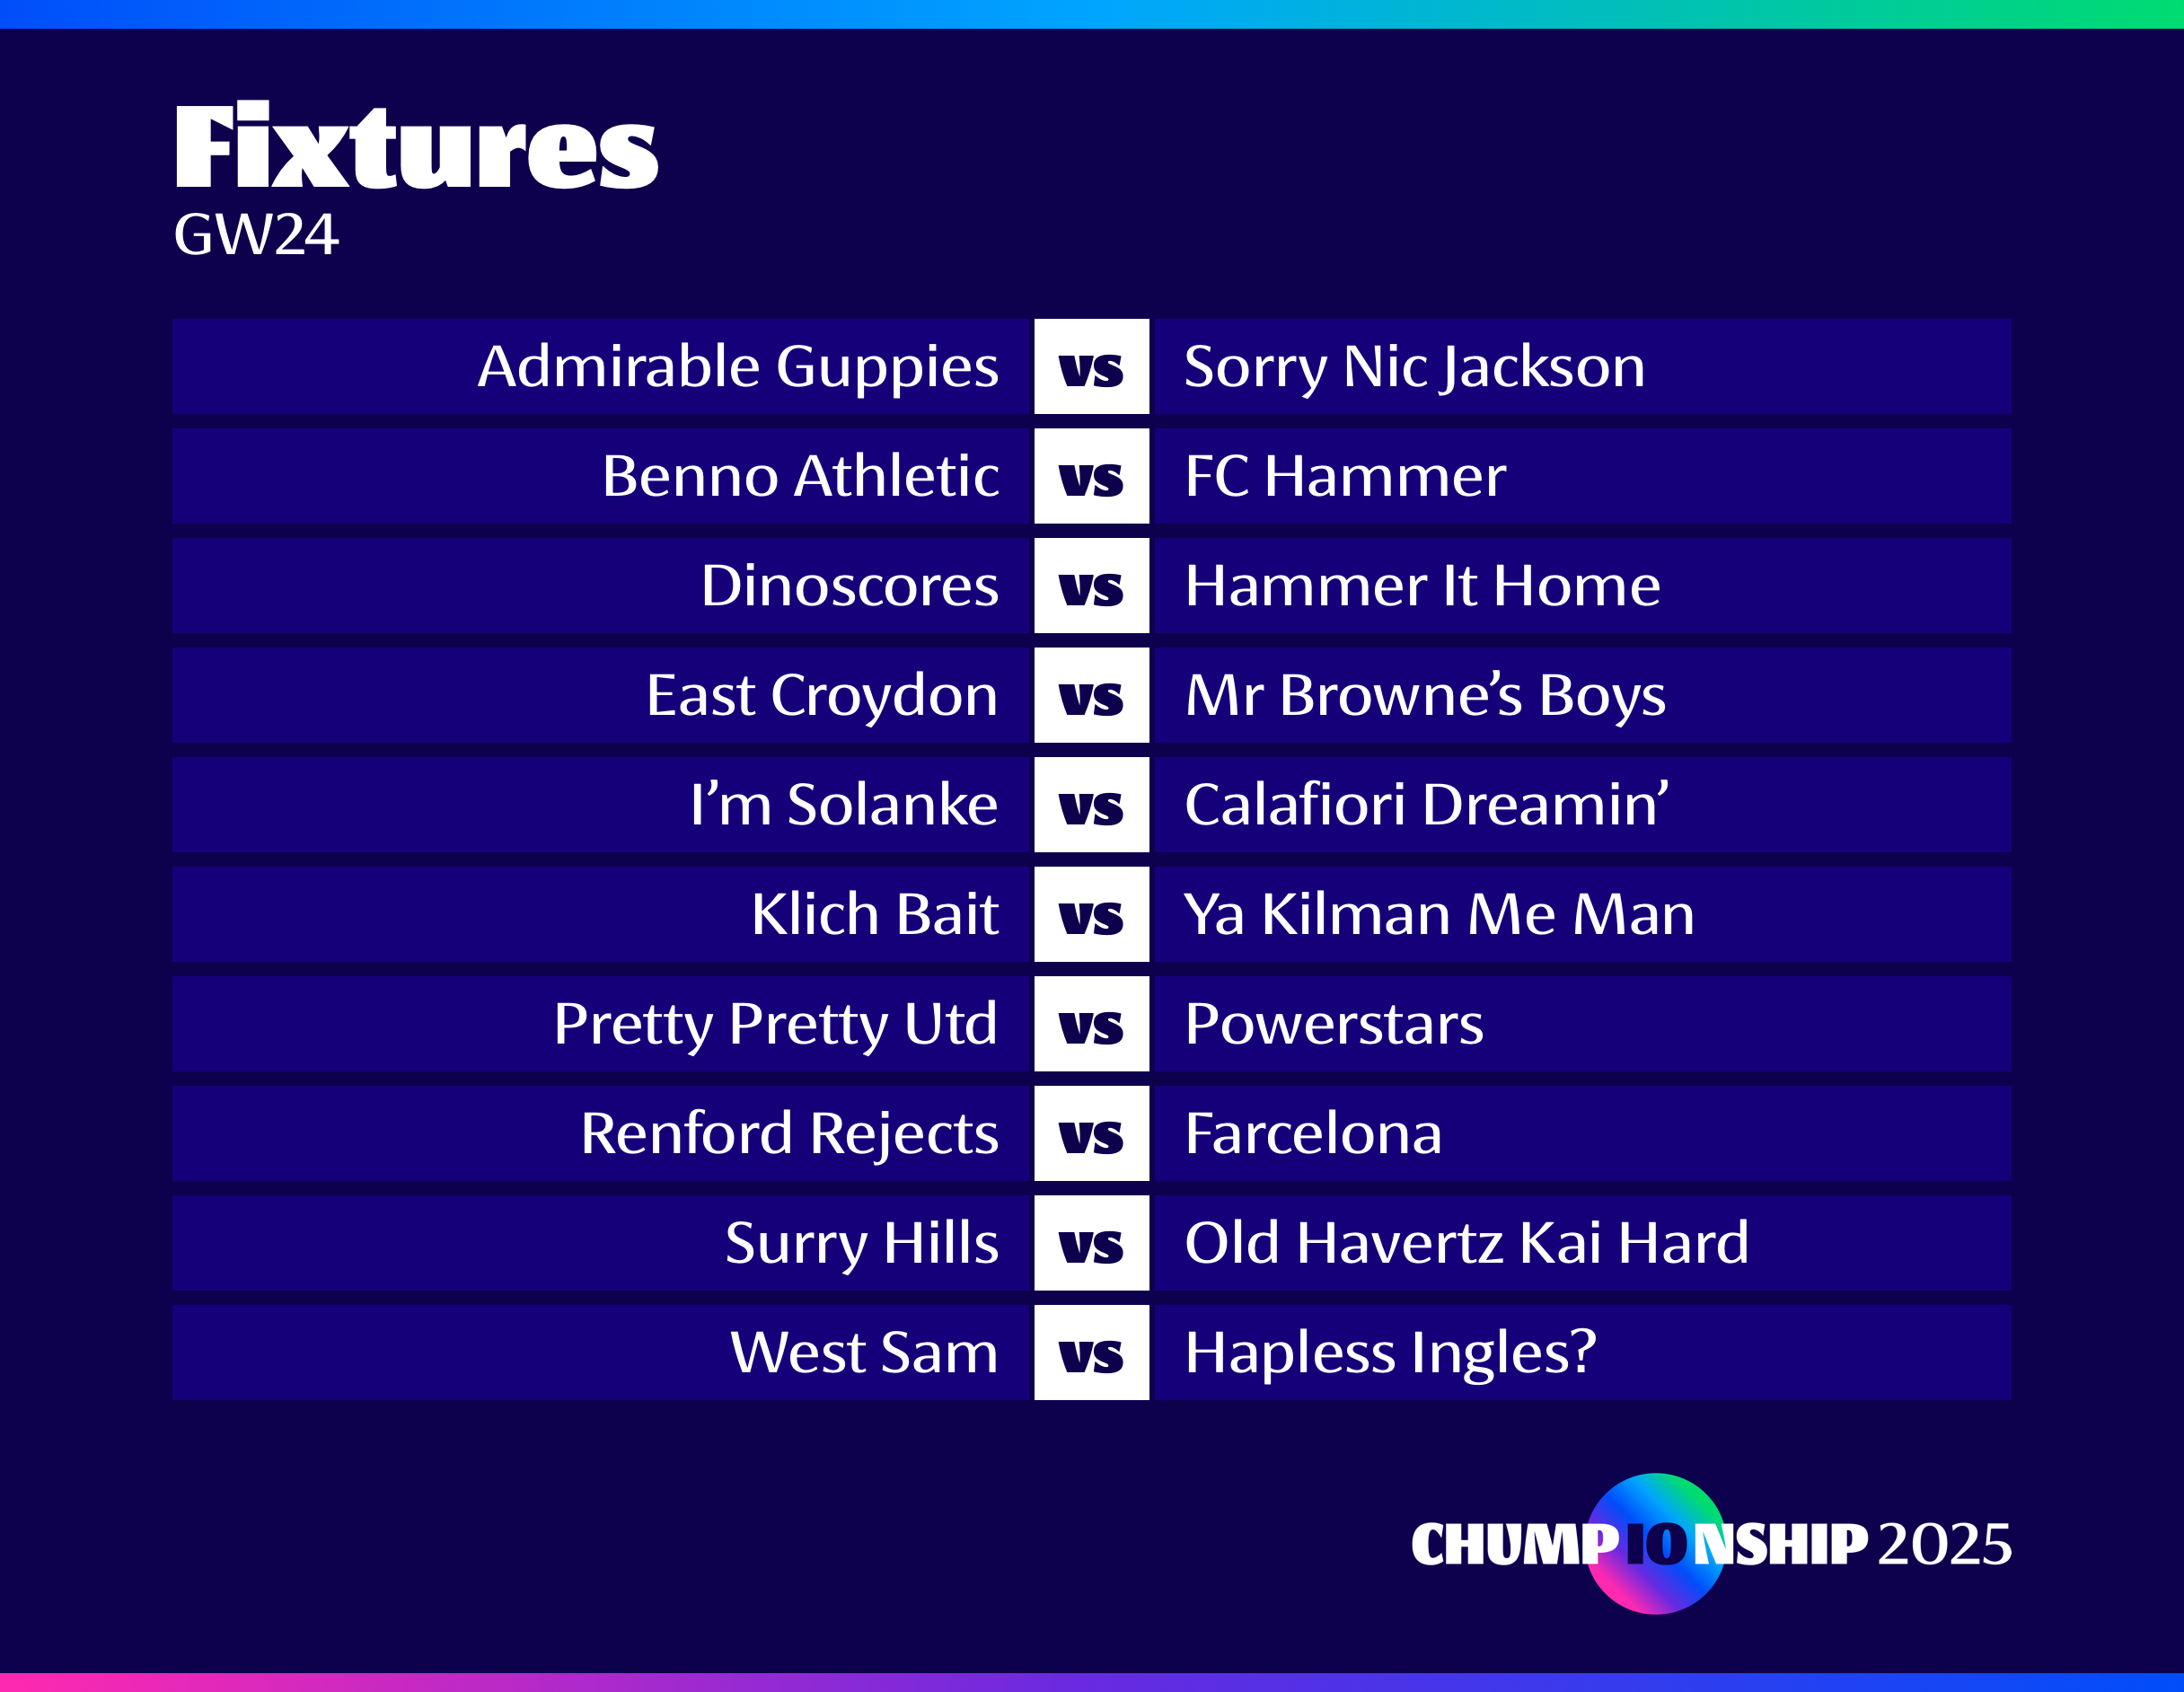 Fixtures
GW24
Admirable Guppies vs Sorry Nic Jackson
Benno Athletic vs FC Hammer
Dinoscores vs Hammer It Home
East Croydon vs Mr Browne’s Boys
I’m Solanke vs Calafiori Dreamin’
Klich Bait vs Ya Kilman Me Man
Pretty Pretty Utd vs Powerstars
Renford Rejects vs Farcelona
Surry Hills vs Old Havertz Kai Hard
West Sam vs Hapless Ingles?
CHUMPIONSHIP 2025